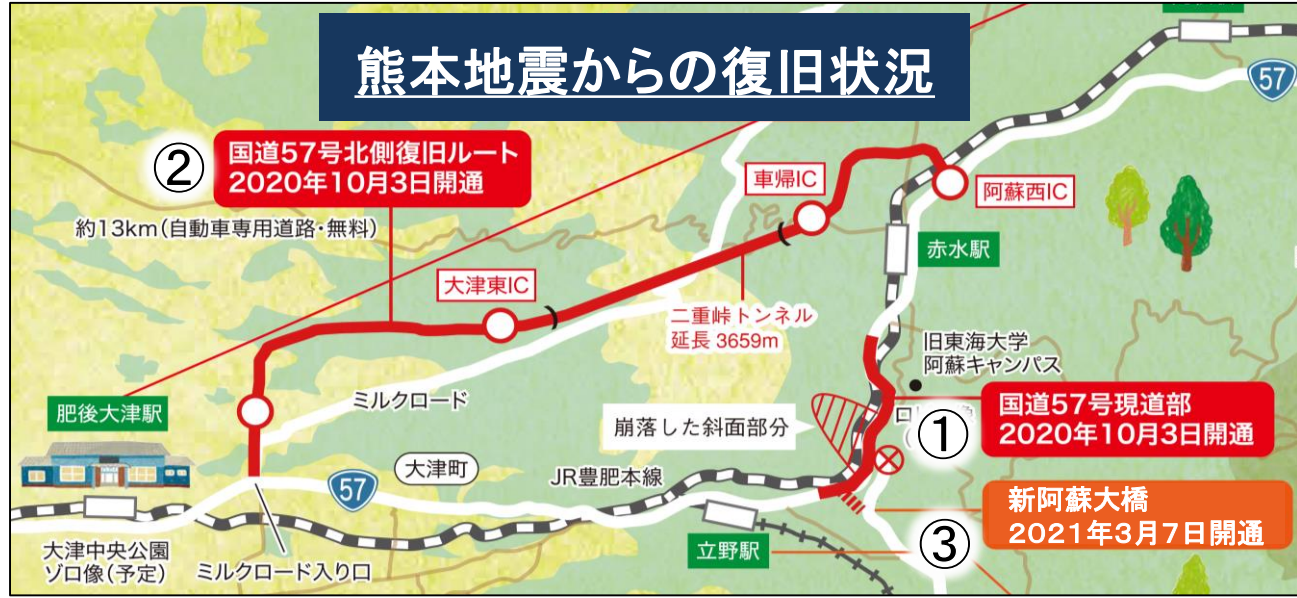 熊本地震からの復旧状況
57
②
国道57号北側復旧ルート
2020年10月3日開通
約13km(自動車専用道路・無料)
車帰IC
阿蘇西IC
赤水駅
大津東IC
二重峠トンネル
延長 3659m
旧東海大学
阿蘇キャンパス
肥後大津駅
ミルクロード
崩落した斜面部分
①
国道57号現道部
2020年10月3日開通
大津町
57
JR豊肥本線
新阿蘇大橋
2021年3月7日開通
③
立野駅
大津中央公園
ゾロ像(予定)
ミルクロード入り口